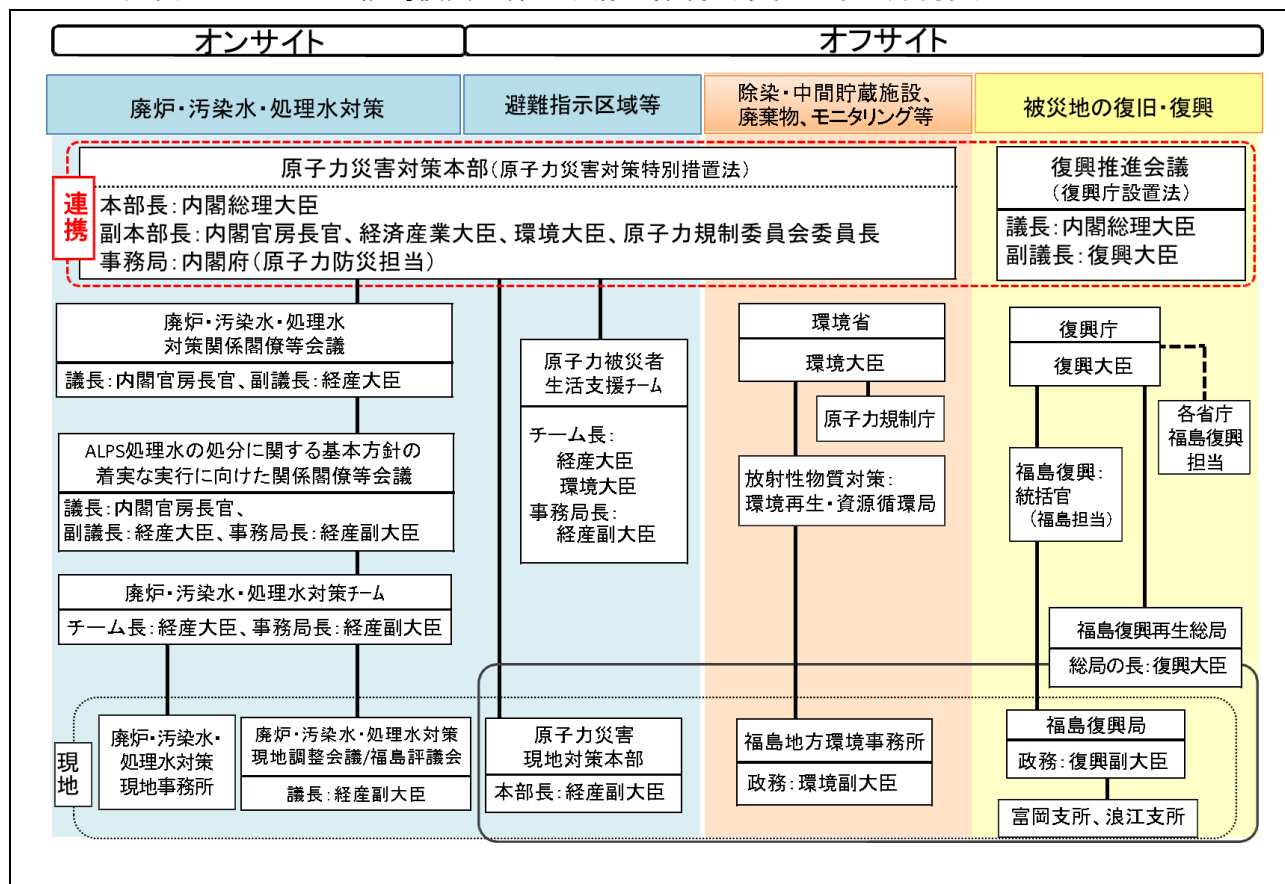 オンサイト
オフサイト
廃炉・汚染水・処理水対策
避難指示区域等
除染・中間貯蔵施設、
廃棄物、モニタリング等
被災地の復旧・復興
連携
原子力災害対策本部(原子力災害対策特別措置法)
本部長:内閣総理大臣
副本部長:内閣官房長官、経済産業大臣、環境大臣、原子力規制委員会委員長
事務局:内閣府(原子力防災担当)
復興推進会議
(復興庁設置法)
議長:内閣総理大臣
副議長:復興大臣
廃炉・汚染水・処理水
対策関係閣僚等会議
議長:内閣官房長官、副議長:経産大臣
ALPS処理水の処分に関する基本方針の
着実な実行に向けた関係閣僚等会議
議長:内閣官房長官、
副議長:経産大臣、事務局長:経産副大臣
廃炉・汚染水・処理水対策チーム
チーム長:経産大臣、事務局長:経産副大臣
原子力被災者
生活支援チーム
チーム長:
経産大臣
環境大臣
事務局長:
経産副大臣
環境省
環境大臣
原子力規制庁
放射性物質対策:
環境再生・資源循環局
復興庁
復興大臣
各省庁
福島復興
担当
福島復興:
統括官
(福島担当)
福島復興再生総局
総局の長:復興大臣
現地
廃炉・汚染水・
処理水対策
現地事務所
廃炉・汚染水・処理水対策
現地調整会議/福島評議会
議長:経産副大臣
原子力災害
現地対策本部
本部長:経産副大臣
福島地方環境事務所
政務:環境副大臣
福島復興局
政務:復興副大臣
富岡支所、浪江支所